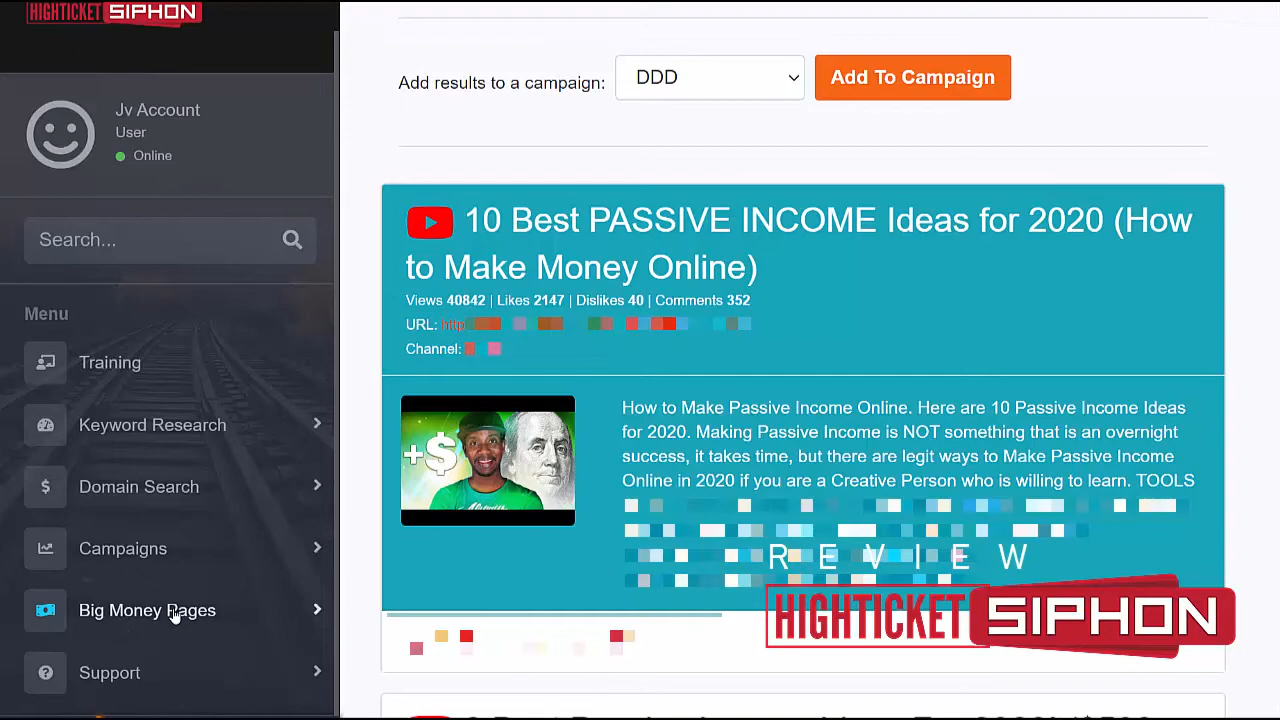 HIGHTICKET SIPHON
Jv Account
User
Online
Search...
Menu
Training
Keyword Research
Domain Search
Campaigns
Big Money Pages
Support
Add results to a campaign: DDD Add To Campaign
10 Best PASSIVE INCOME Ideas for 2020 (How
to Make Money Online)
Views 40842 | Likes 2147 | Dislikes 40 | Comments 352
URL: http
Channel:
+$
How to Make Passive Income Online. Here are 10 Passive Income Ideas
for 2020. Making Passive Income is NOT something that is an overnight
success, it takes time, but there are legit ways to Make Passive Income
Online in 2020 if you are a Creative Person who is willing to learn. TOOLS
REVIEW
HIGHTICKET SIPHON